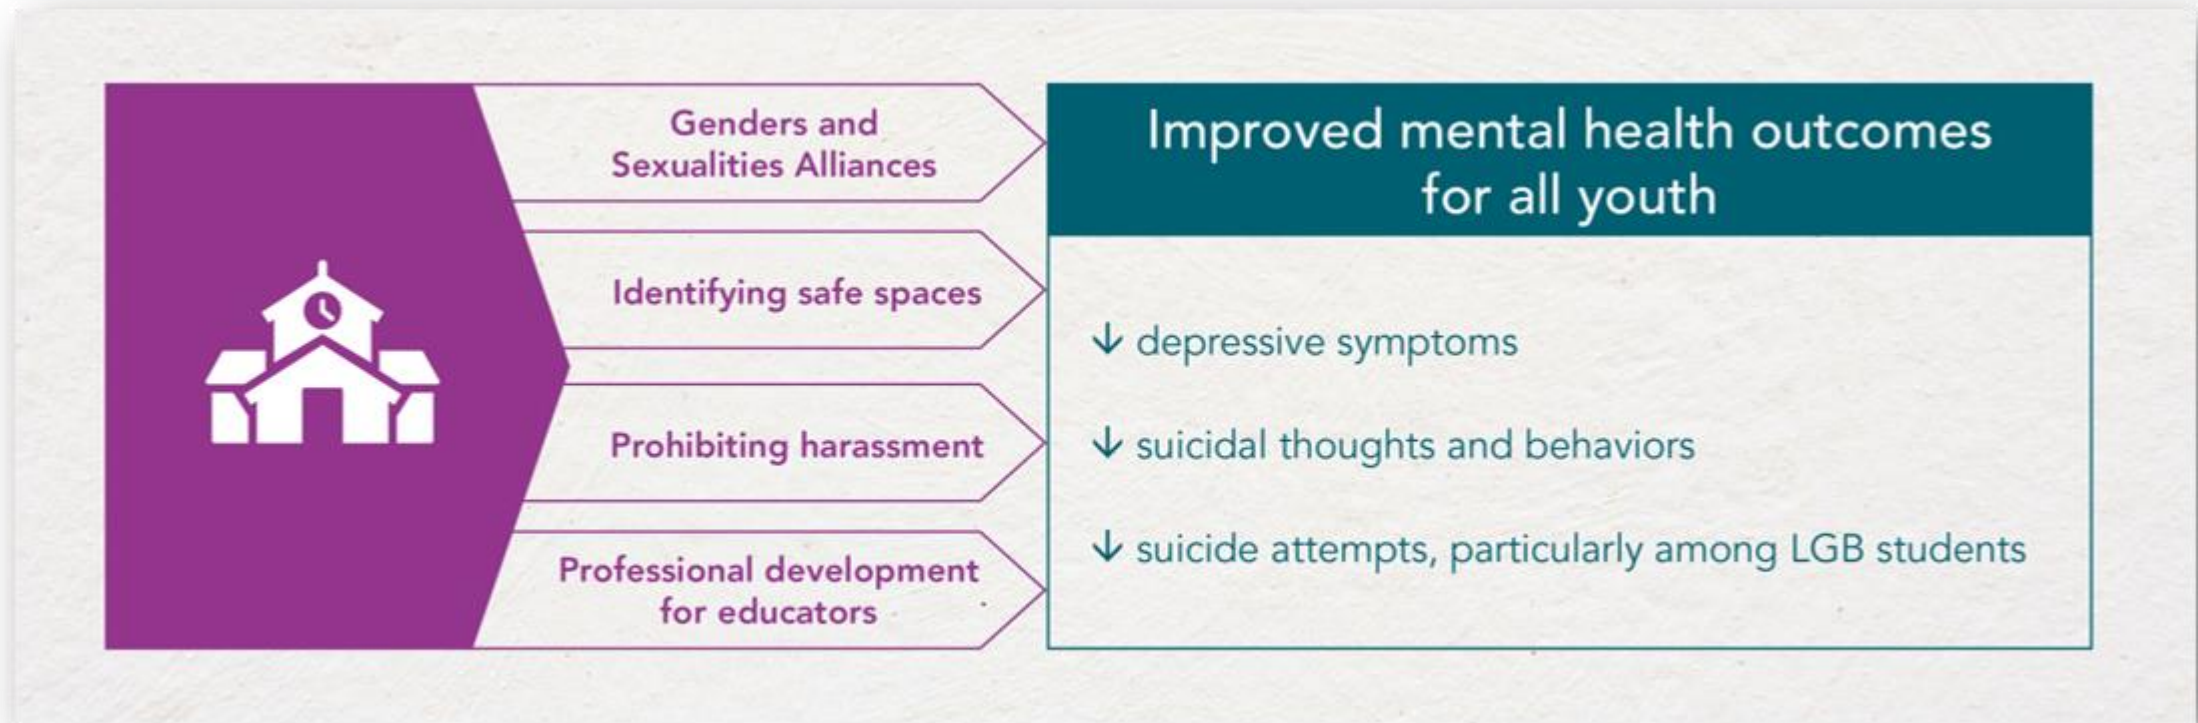 Genders and
Sexualities Alliances
Identifying safe spaces
Prohibiting harassment
Professional development
for educators
Improved mental health outcomes
for all youth
↓ depressive symptoms
↓ suicidal thoughts and behaviors
↓ suicide attempts, particularly among LGB students